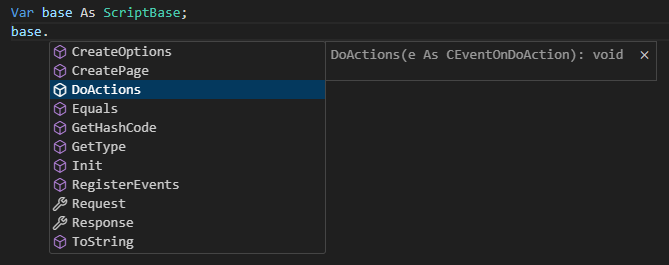 Var base As ScriptBase;
base.
CreateOptions
CreatePage
DoActions
Equals
GetHashCode
GetType
Init
RegisterEvents
Request
Response
ToString
DoActions(e As CEventOnDoAction): void